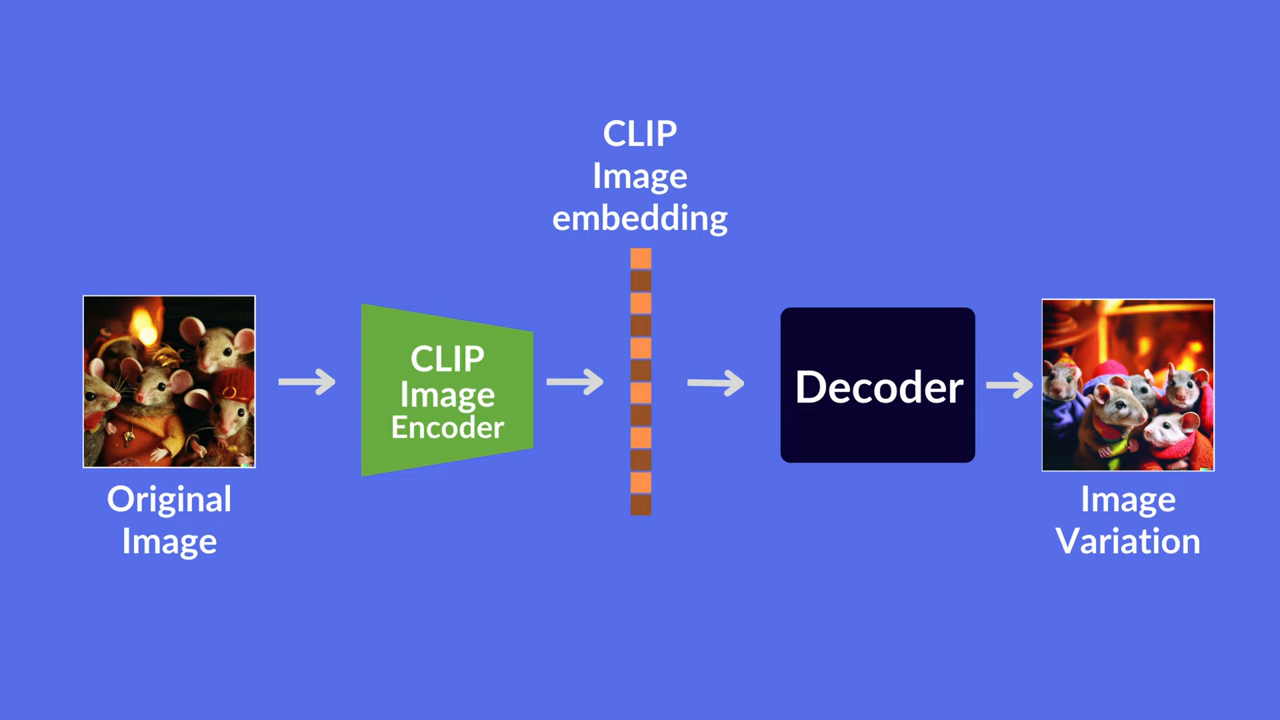 CLIP
Image
embedding
CLIP
Image
Encoder
Decoder
Original
Image
Image
Variation